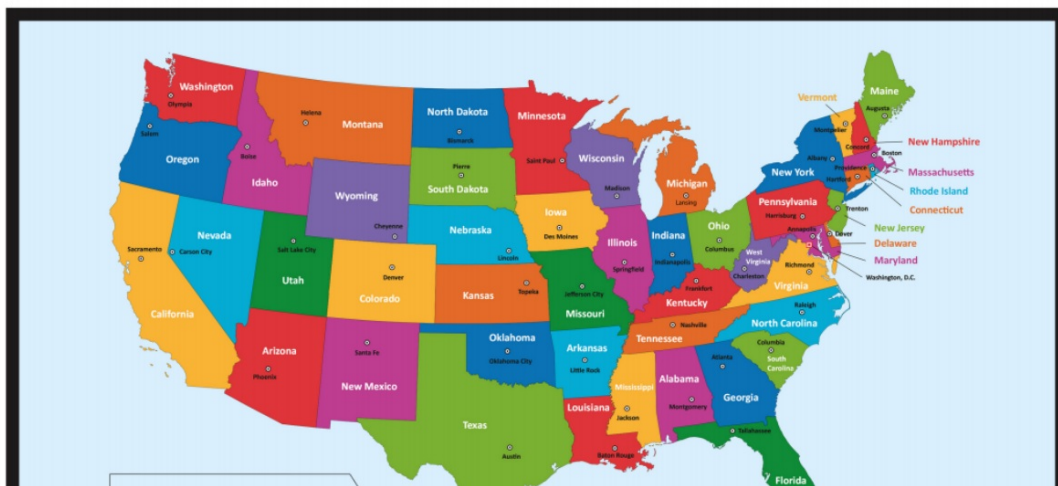 Washington
Olympia
Oregon
Salem
California
Sacramento
Nevada
Carson City
Idaho
Boise
Montana
Helena
Wyoming
Cheyenne
Utah
Salt Lake City
Colorado
Denver
Arizona
Phoenix
New Mexico
Santa Fe
North Dakota
Bismarck
Pierre
South Dakota
Nebraska
Lincoln
Kansas
Topeka
Oklahoma
Oklahoma City
Texas
Austin
Minnesota
Saint Paul
Iowa
Des Moines
Jefferson City
Missouri
Arkansas
Little Rock
Louisiana
Baton Rouge
Wisconsin
Madison
Illinois
Springfield
Michigan
Lansing
Indiana
Indianapolis
Ohio
Columbus
Frankfort
Kentucky
Nashville
Tennessee
Mississippi
Jackson
Alabama
Montgomery
Atlanta
Georgia
Tallahassee
Florida
Columbia
South
Carolina
Raleigh
North Carolina
Richmond
Virginia
West
Virginia
Charleston
Pennsylvania
Harrisburg
Annapolis
New York
Albany
Vermont
Montpelier
Maine
Augusta
Concord
New Hampshire
Boston
Massachusetts
Providence
Rhode Island
Hartford
Connecticut
Trenton
New Jersey
Dover
Delaware
Maryland
Washington, D.C.